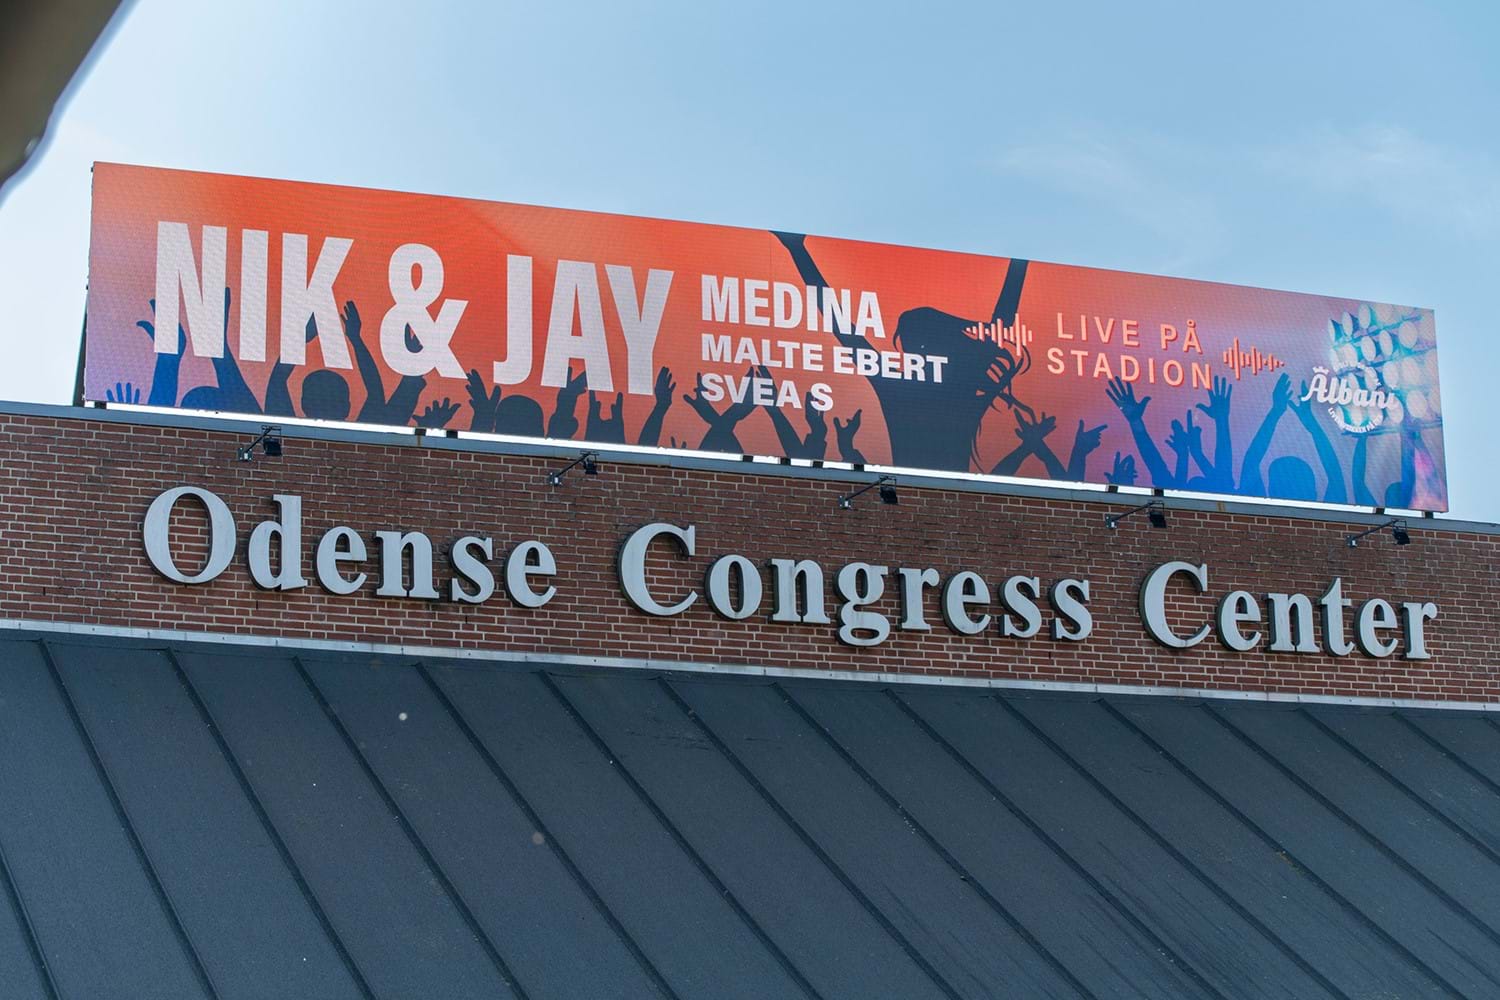 NIK & JAY
MEDINA
MALTE EBERT
SVEA S
LIVE PÅ
STADION
Albani
Odense Congress Center